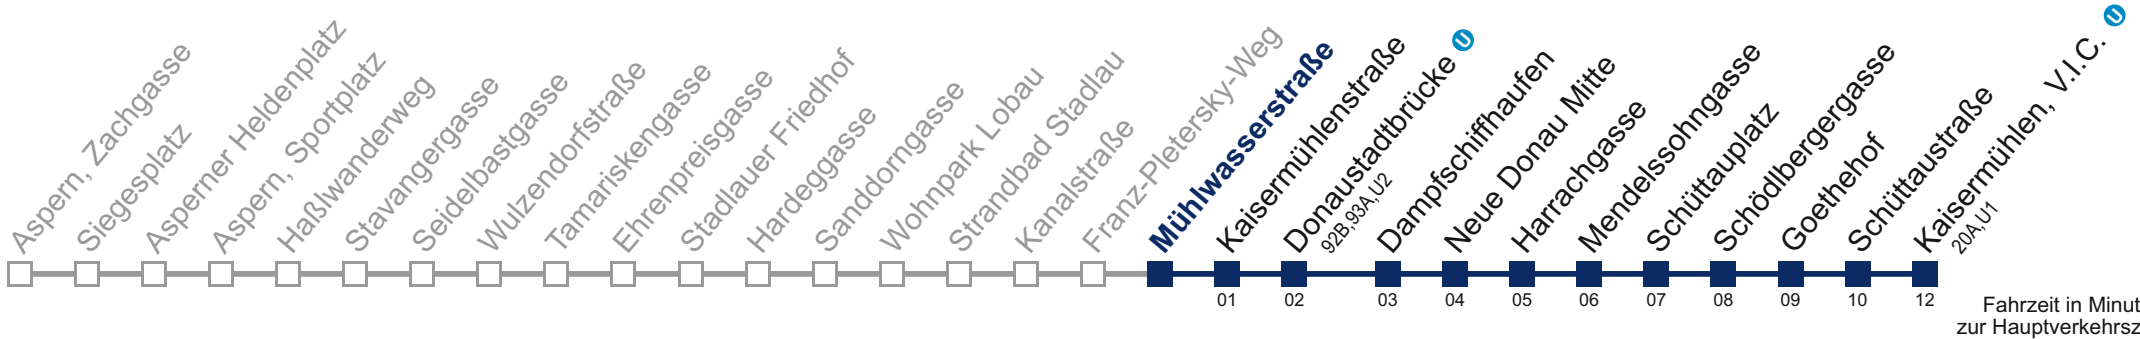 Aspern, Zachgasse
Siegesplatz
Asperner Heldenplatz
Aspern, Sportplatz
Haßlwanderweg
Stavangergasse
Seidelbastgasse
Wulzendorfstraße
Tamariskengasse
Ehrenpreisgasse
Stadlauer Friedhof
Hardeggasse
Sanddorngasse
Wohnpark Lobau
Strandbad Stadlau
Kanalstraße
Franz-Pletersky-Weg
Mühlwasserstraße
Kaisermühlenstraße
Donaustadtbrücke U
92B,93A,U2
Dampfschiffhaufen
Neue Donau Mitte
Harrachgasse
Mendelssohngasse
Schüttauplatz
Schödlbergergasse
Goethehof
Schüttaustraße
Kaisermühlen, V.I.C. U
20A,U1
01 02 03 04 05 06 07 08 09 10 12
Fahrzeit in Minut
zur Hauptverkehrsz